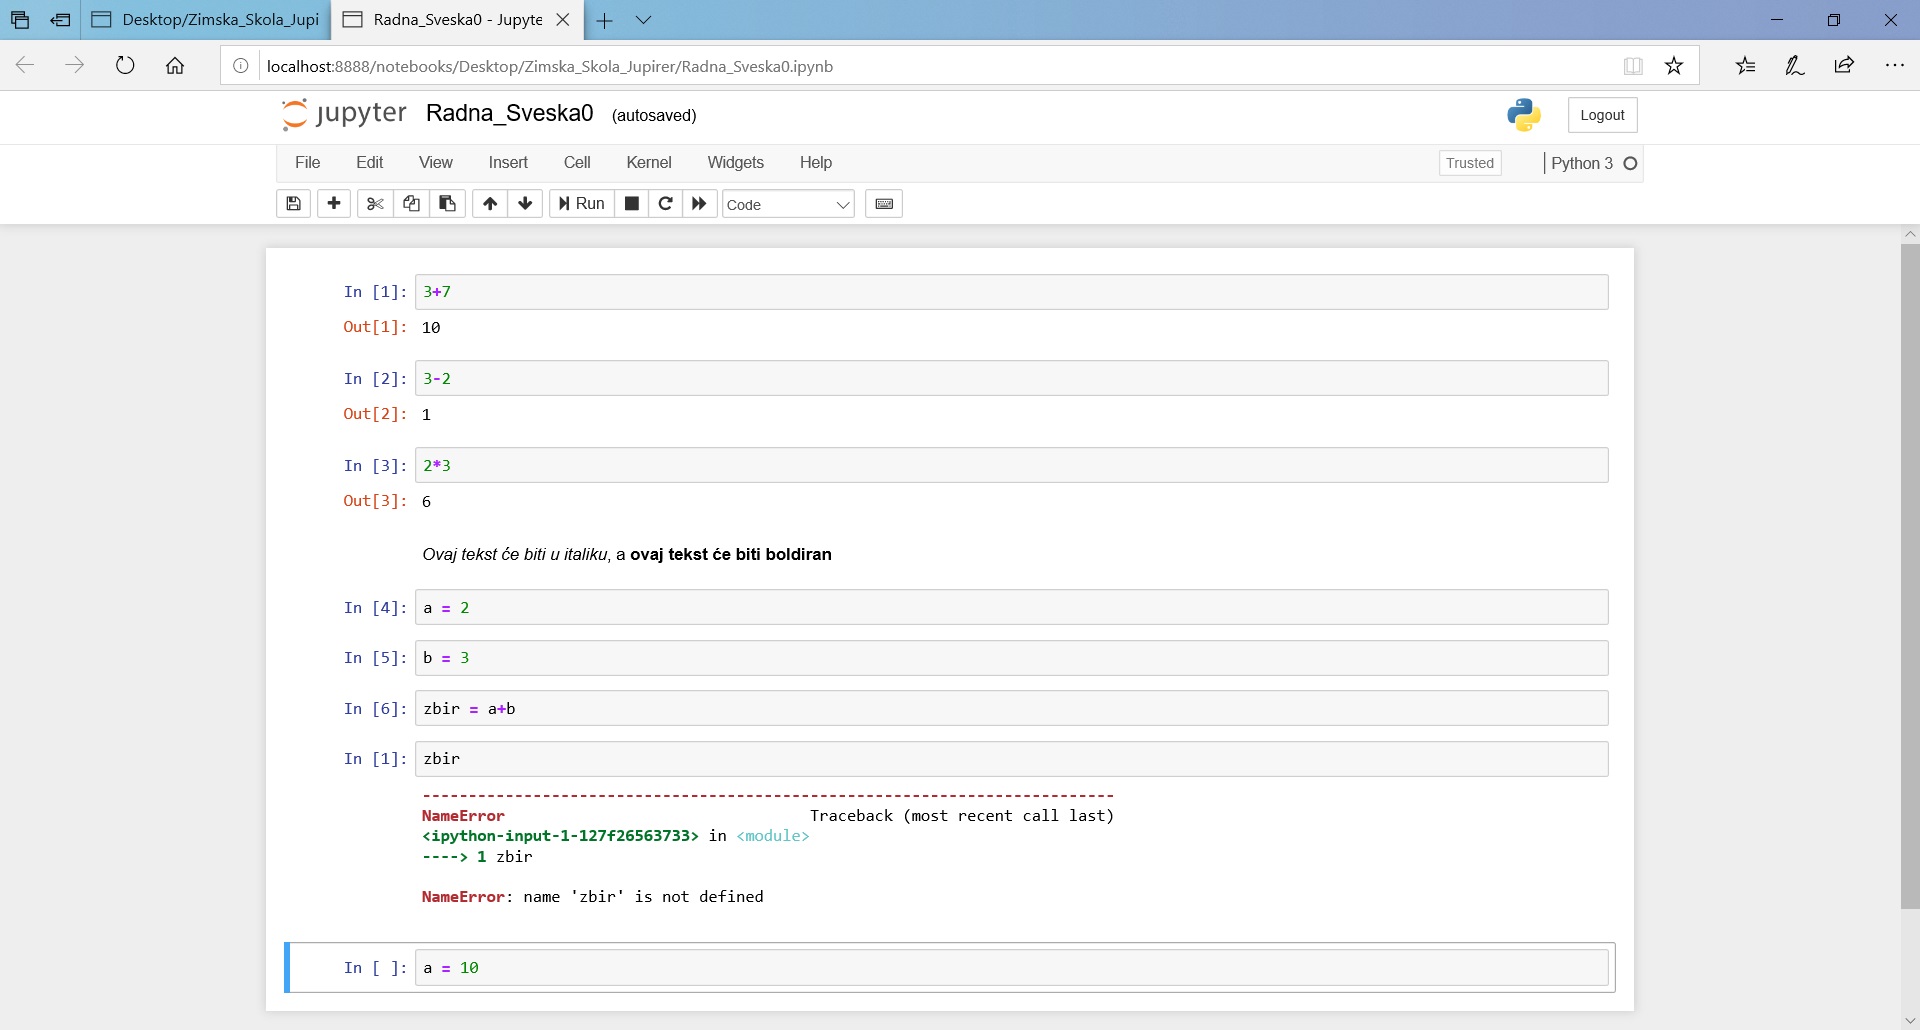 Desktop/Zimska_Skola_Jupi
Radna_Sveska0 - Jupyte
localhost:8888/notebooks/Desktop/Zimska_Skola_Jupirer/Radna_Sveska0.ipynb
jupyter Radna_Sveska0 (autosaved) Logout
File Edit View Insert Cell Kernel Widgets Help Trusted Python 3
Run Code
In [1]: 3+7
Out[1]: 10
In [2]: 3-2
Out[2]: 1
In [3]: 2*3
Out[3]: 6
Ovaj tekst će biti u italiku, a ovaj tekst će biti boldiran
In [4]: a = 2
In [5]: b = 3
In [6]: zbir = a+b
In [1]: zbir
---------------------------------------------------------------------------
NameError Traceback (most recent call last)
<ipython-input-1-127f26563733> in <module>
----> 1 zbir
NameError: name 'zbir' is not defined
In [ ]: a = 10